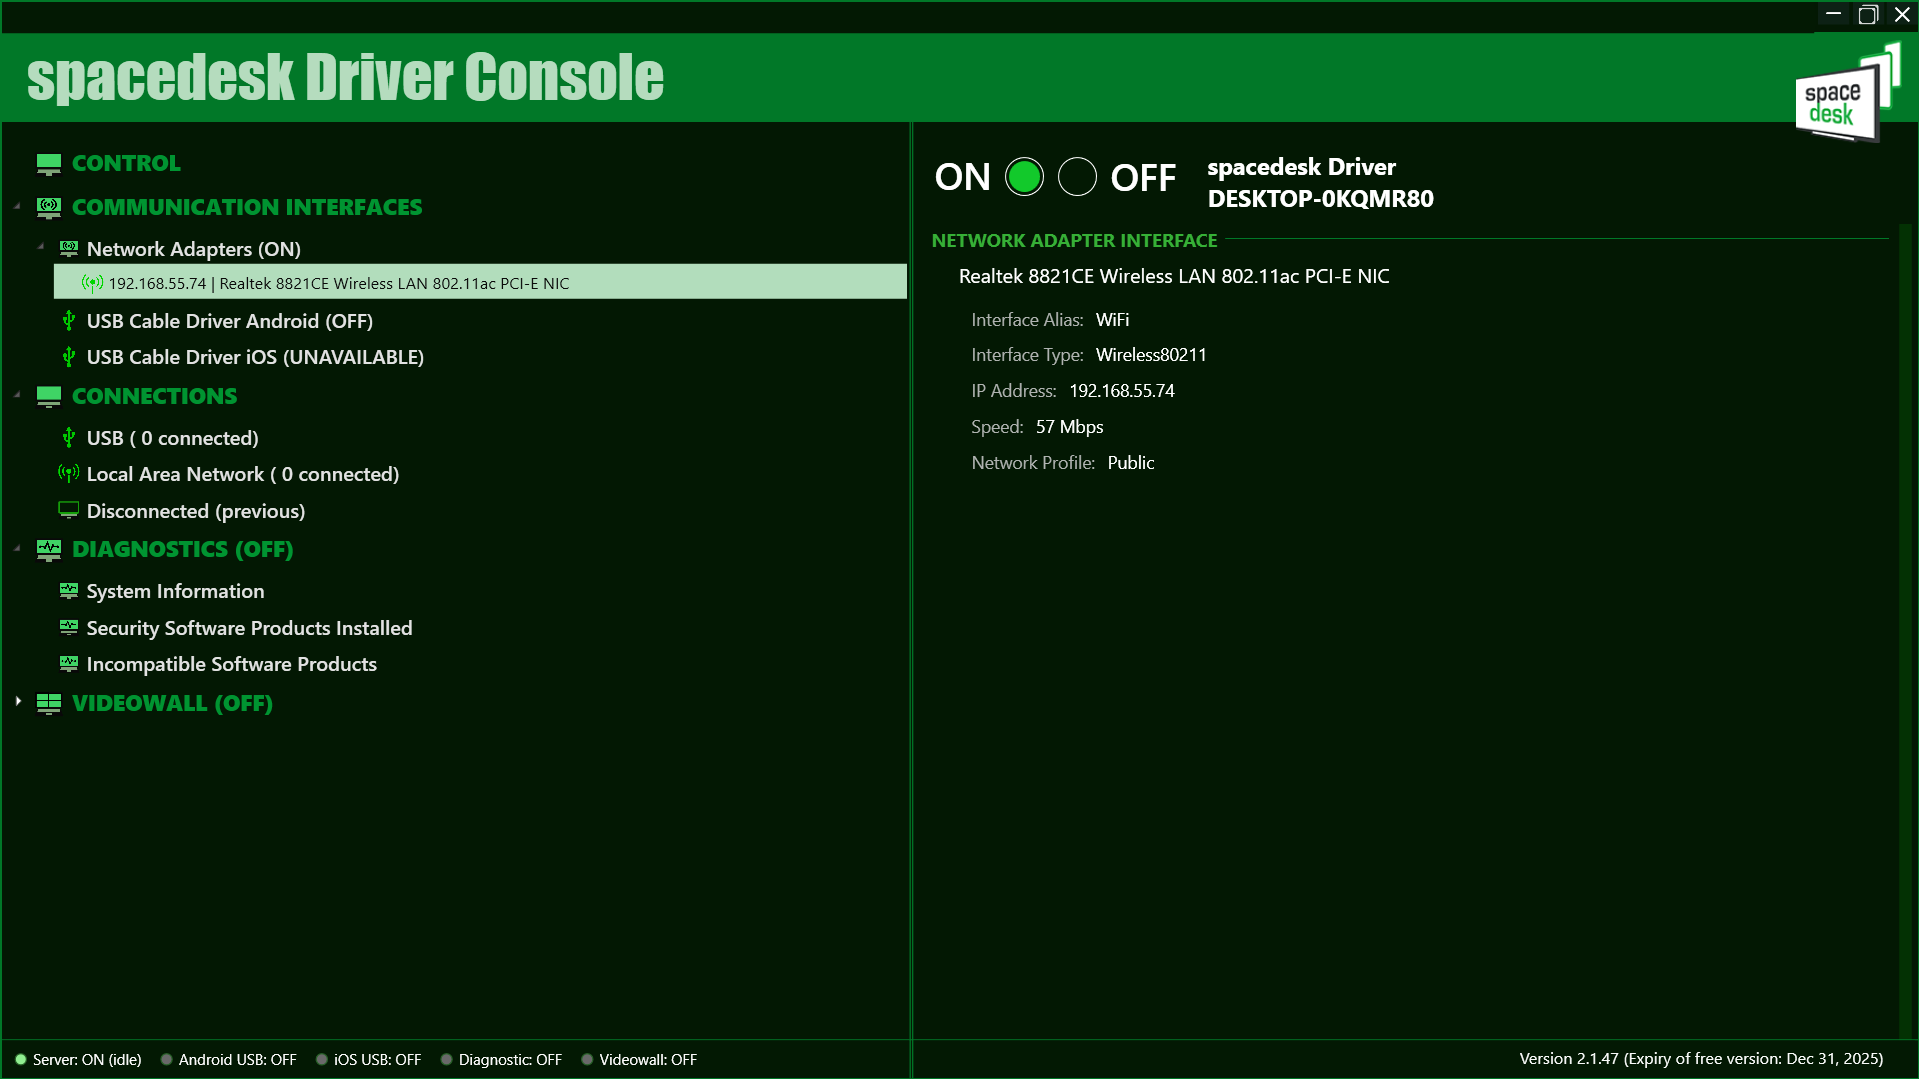 spacedesk Driver Console
space
desk
CONTROL
COMMUNICATION INTERFACES
Network Adapters (ON)
192.168.55.74 | Realtek 8821CE Wireless LAN 802.11ac PCI-E NIC
USB Cable Driver Android (OFF)
USB Cable Driver iOS (UNAVAILABLE)
CONNECTIONS
USB ( 0 connected)
Local Area Network ( 0 connected)
Disconnected (previous)
DIAGNOSTICS (OFF)
System Information
Security Software Products Installed
Incompatible Software Products
VIDEOWALL (OFF)
ON OFF
spacedesk Driver
DESKTOP-0KQMR80
NETWORK ADAPTER INTERFACE
Realtek 8821CE Wireless LAN 802.11ac PCI-E NIC
Interface Alias: WiFi
Interface Type: Wireless80211
IP Address: 192.168.55.74
Speed: 57 Mbps
Network Profile: Public
Server: ON (idle) Android USB: OFF iOS USB: OFF Diagnostic: OFF Videowall: OFF
Version 2.1.47 (Expiry of free version: Dec 31, 2025)